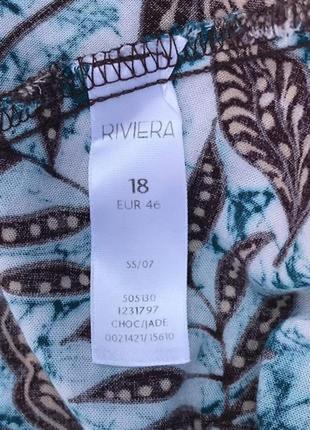 RIVIERA
18
EUR 46
SS/07
505130
1231797
CHOC/JADE
0021421/15610